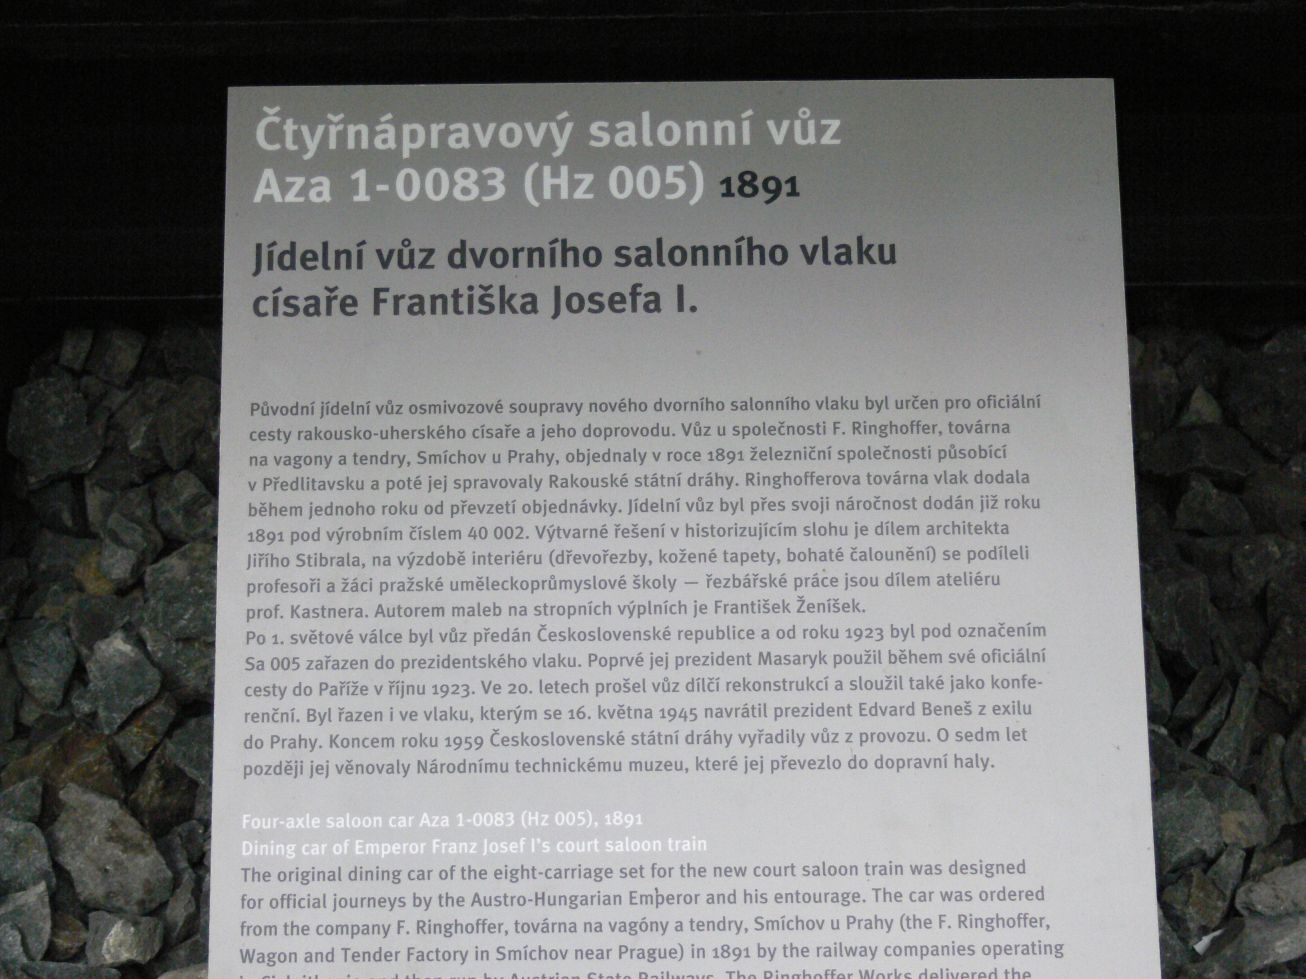 Čtyřnápravový salonní vůz
Aza 1-0083 (Hz 005) 1891
Jídelní vůz dvorního salonního vlaku
císaře Františka Josefa I.
Původní jídelní vůz osmivozové soupravy nového dvorního salonního vlaku byl určen pro oficiální
cesty rakousko-uherského císaře a jeho doprovodu. Vůz u společnosti F. Ringhoffer, továrna
na vagony a tendry, Smíchov u Prahy, objednaly v roce 1891 železniční společnosti působící
v Předlitavsku a poté jej spravovaly Rakouské státní dráhy. Ringhofferova továrna vlak dodala
během jednoho roku od převzetí objednávky. Jídelní vůz byl přes svoji náročnost dodán již roku
1891 pod výrobním číslem 40 002. Výtvarné řešení v historizujícím slohu je dílem architekta
Jiřího Stibrala, na výzdobě interiéru (dřevořezby, kožené tapety, bohaté čalounění) se podíleli
profesoři a žáci pražské uměleckoprůmyslové školy — řezbářské práce jsou dílem ateliéru
prof. Kastnera. Autorem maleb na stropních výplních je František Ženíšek.
Po 1. světové válce byl vůz předán Československé republice a od roku 1923 byl pod označením
Sa 005 zařazen do prezidentského vlaku. Poprvé jej prezident Masaryk použil během své oficiální
cesty do Paříže v říjnu 1923. Ve 20. letech prošel vůz dílčí rekonstrukcí a sloužil také jako konfe-
renční. Byl řazen i ve vlaku, kterým se 16. května 1945 navrátil prezident Edvard Beneš z exilu
do Prahy. Koncem roku 1959 Československé státní dráhy vyřadily vůz z provozu. O sedm let
později jej věnovaly Národnímu technickému muzeu, které jej převezlo do dopravní haly.
Four-axle saloon car Aza 1-0083 (Hz 005), 1891
Dining car of Emperor Franz Josef I's court saloon train
The original dining car of the eight-carriage set for the new court saloon train was designed
for official journeys by the Austro-Hungarian Emperor and his entourage. The car was ordered
from the company F. Ringhoffer, továrna na vagóny a tendry, Smíchov u Prahy (the F. Ringhoffer,
Wagon and Tender Factory in Smíchov near Prague) in 1891 by the railway companies operating
in Cisleithania and then run by Austrian State Railways. The Ringhoffer Works delivered the